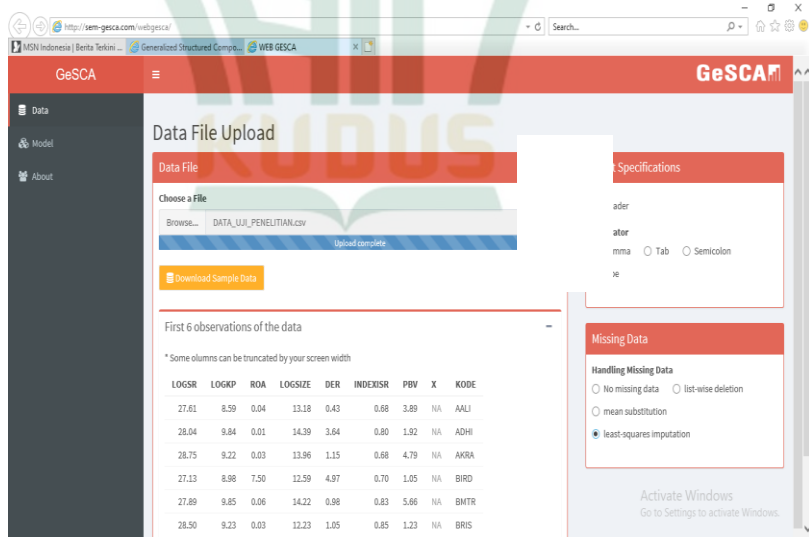 http://sem-gesca.com/webgesca/
Search...
MSN Indonesia | Berita Terkini ...
Generalized Structured Compo...
WEB GESCA
GeSCA
GeSCA
Data
Model
About
KUDUS
Data File Upload
Data File
Choose a File
Browse... DATA_UJI_PENELITIAN.csv
Upload complete
Download Sample Data
First 6 observations of the data
* Some olumns can be truncated by your screen width
LOGSR LOGKP ROA LOGSIZE DER INDEXISR PBV X KODE
27.61 8.59 0.04 13.18 0.43 0.68 3.89 NA AALI
28.04 9.84 0.01 14.39 3.64 0.80 1.92 NA ADHI
28.75 9.22 0.03 13.96 1.15 0.68 4.79 NA AKRA
27.13 8.98 7.50 12.59 4.97 0.70 1.05 NA BIRD
27.89 9.85 0.06 14.22 0.98 0.83 5.66 NA BMTR
28.50 9.23 0.03 12.23 1.05 0.85 1.23 NA BRIS
t Specifications
ader
ator
mma Tab Semicolon
Missing Data
Handling Missing Data
No missing data list-wise deletion
mean substitution
least-squares imputation
Activate Windows
Go to Settings to activate Windows.